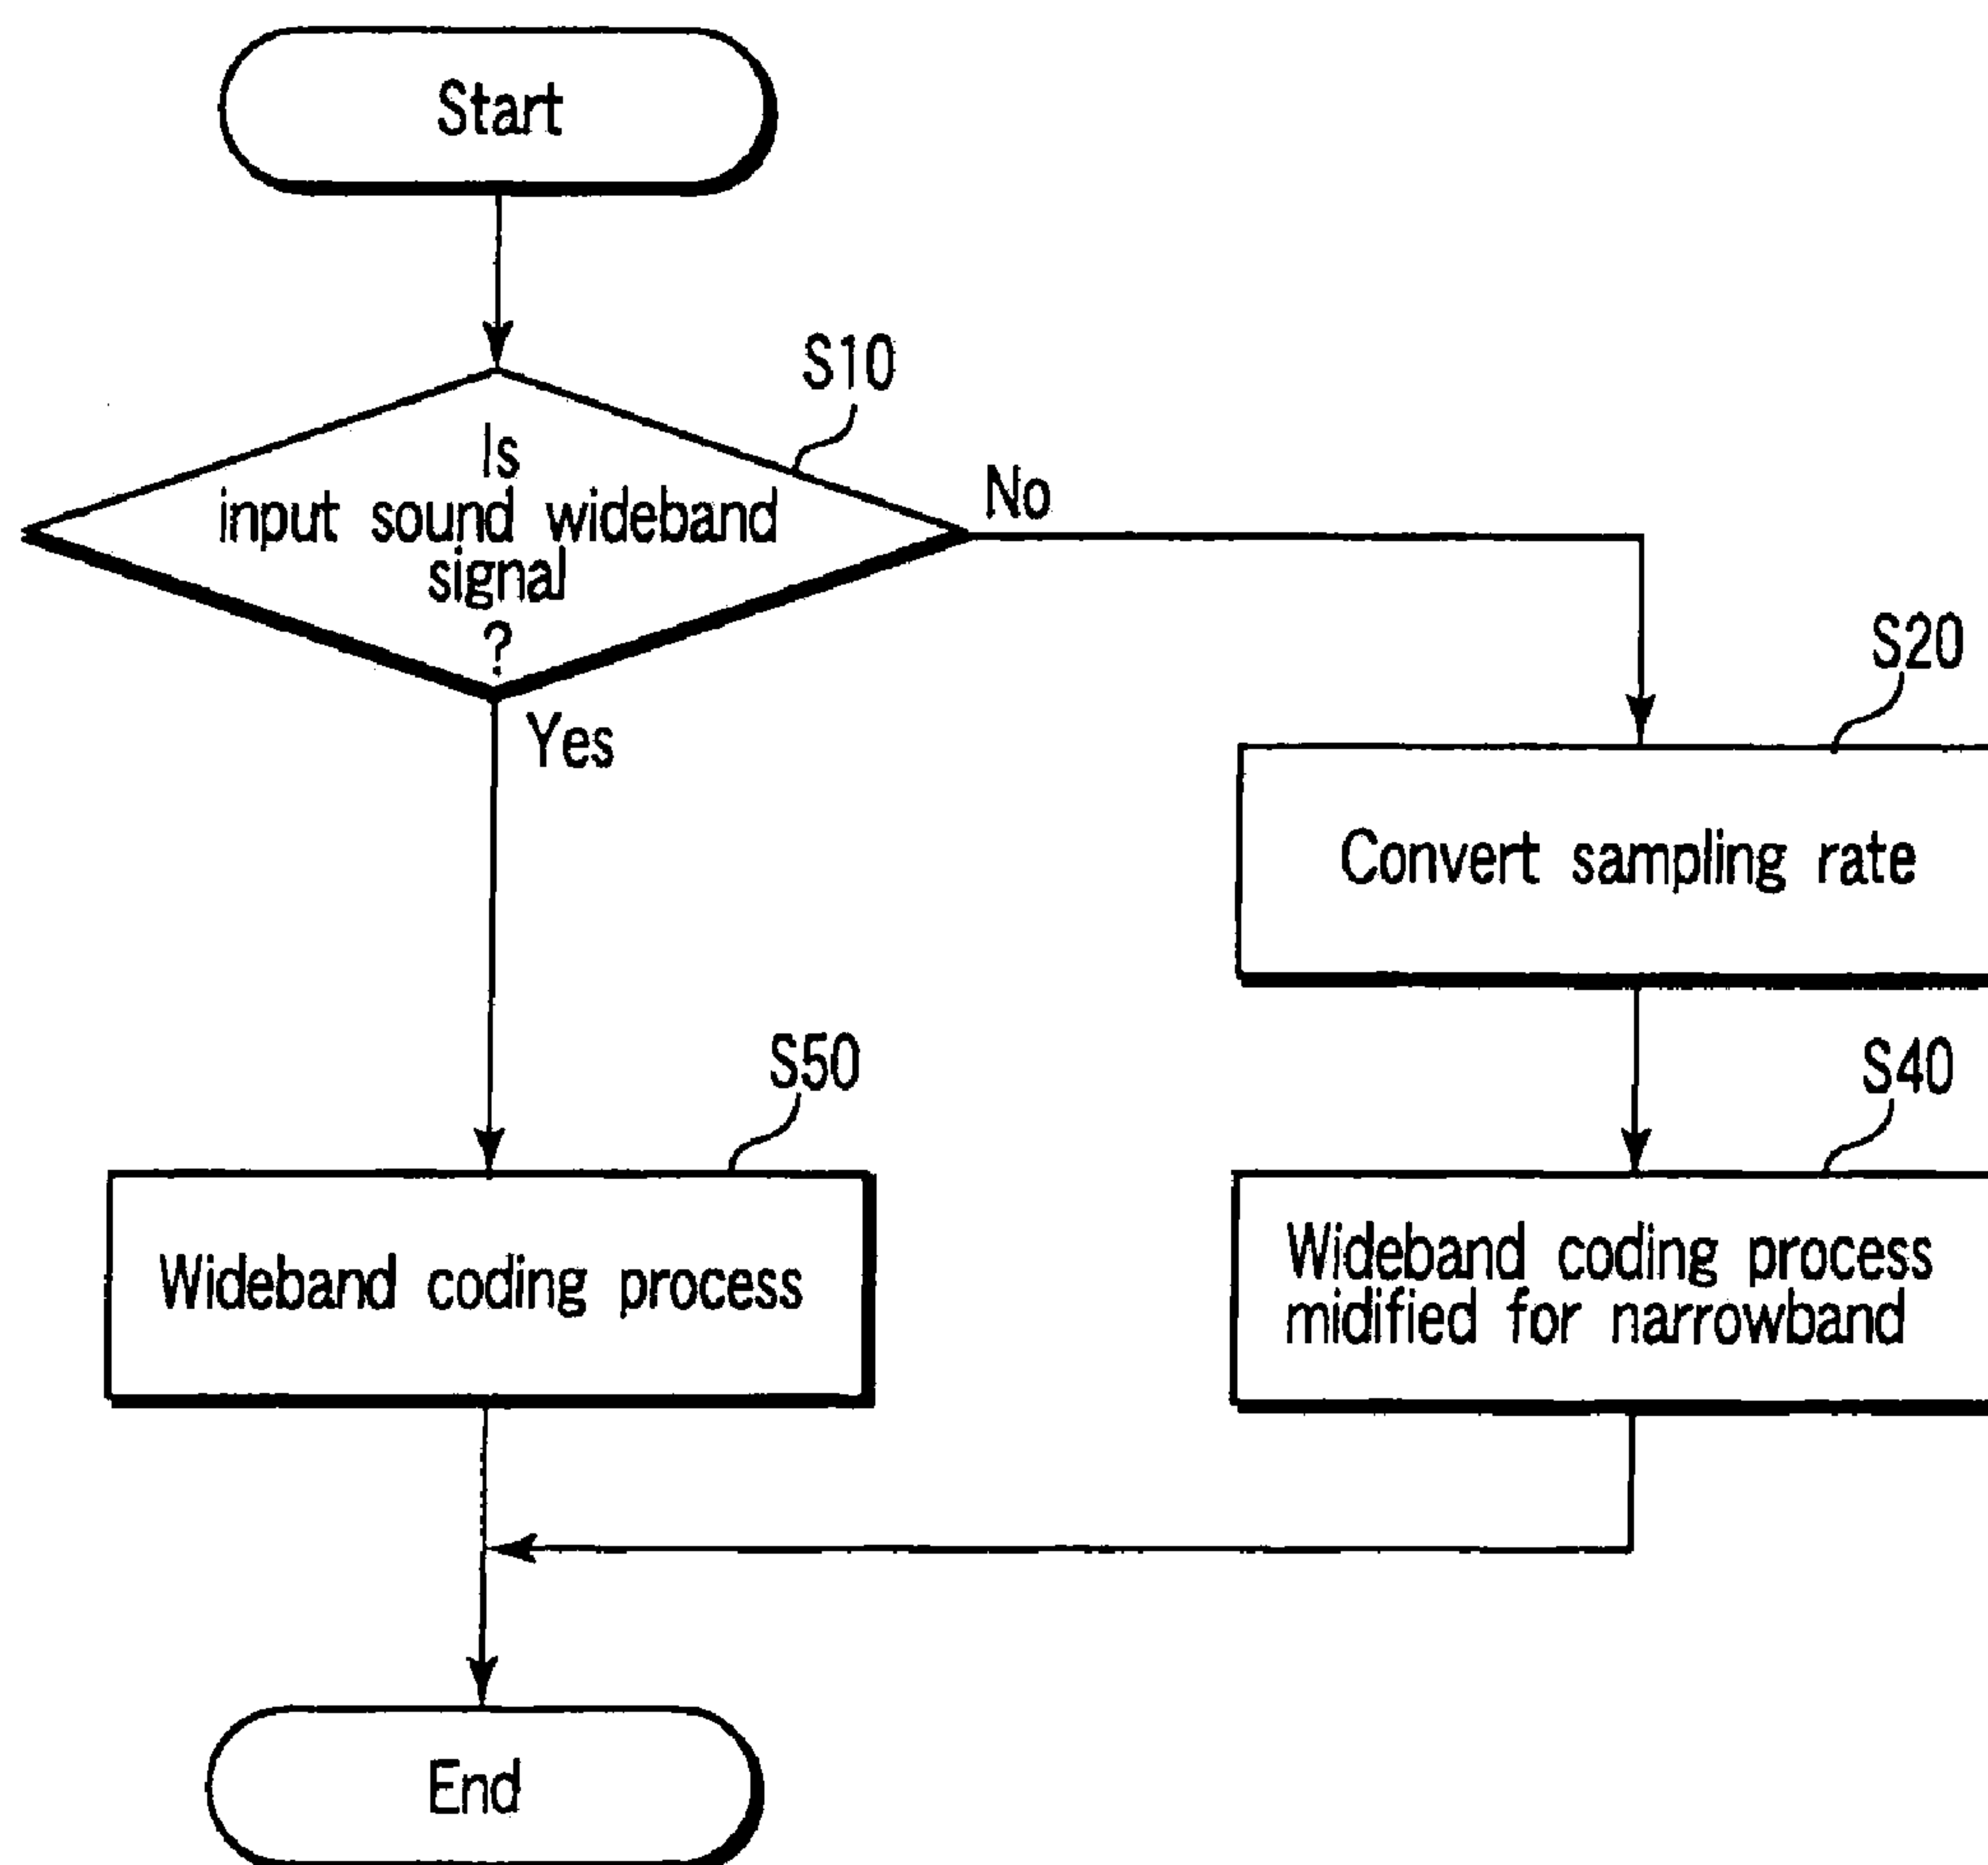 Start
S10
Is
input sound wideband
signal
?
No
Yes
S20
Convert sampling rate
S50
S40
Wideband coding process
Wideband coding process
midified for narrowband
End